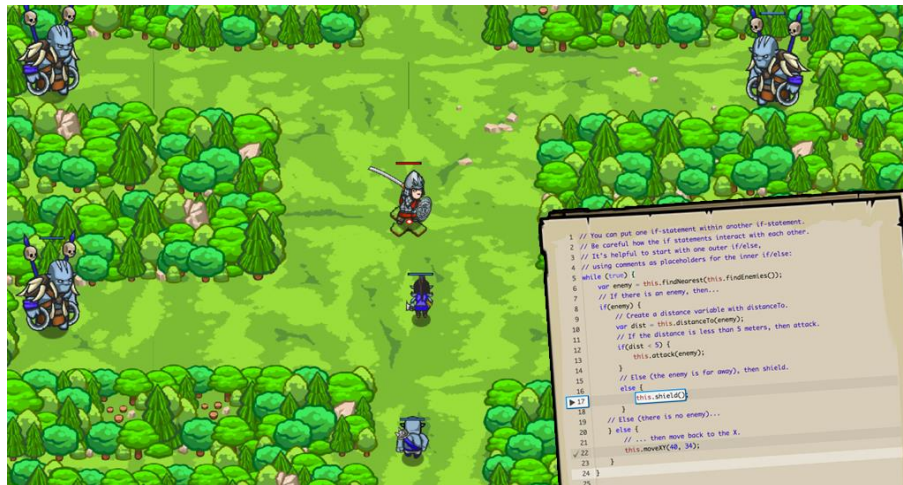 1 // You can put one if-statement within another if-statement.
2 // Be careful how the if statements interact with each other.
3 // It's helpful to start with one outer if/else,
4 // using comments as placeholders for the inner if/else:
5 while (true) {
6 var enemy = this.findNearest(this.findEnemies());
7 // If there is an enemy, then...
8 if(enemy) {
9 // Create a distance variable with distanceTo.
10 var dist = this.distanceTo(enemy);
11 // If the distance is less than 5 meters, then attack.
12 if(dist < 5) {
13 this.attack(enemy);
14 }
15 // Else (the enemy is far away), then shield.
16 else {
17 this.shield();
18 }
19 // Else (there is no enemy)...
20 } else {
21 // ... then move back to the X.
22 this.moveXY(40, 34);
23 }
24 }
25